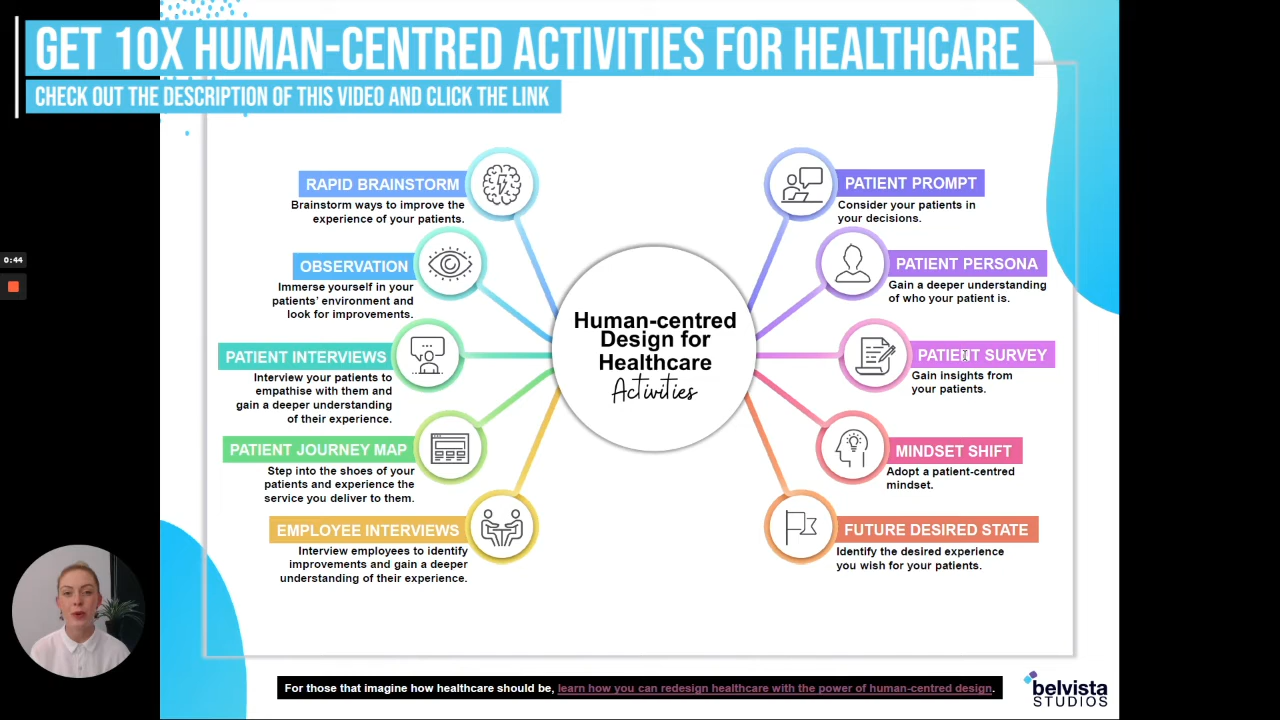 GET 10X HUMAN-CENTRED ACTIVITIES FOR HEALTHCARE
CHECK OUT THE DESCRIPTION OF THIS VIDEO AND CLICK THE LINK
0:44
RAPID BRAINSTORM
Brainstorm ways to improve the
experience of your patients.
OBSERVATION
Immerse yourself in your
patients' environment and
look for improvements.
PATIENT INTERVIEWS
Interview your patients to
empathise with them and
gain a deeper understanding
of their experience.
PATIENT JOURNEY MAP
Step into the shoes of your
patients and experience the
service you deliver to them.
EMPLOYEE INTERVIEWS
Interview employees to identify
improvements and gain a deeper
understanding of their experience.
Human-centred
Design for
Healthcare
Activities
PATIENT PROMPT
Consider your patients in
your decisions.
PATIENT PERSONA
Gain a deeper understanding
of who your patient is.
PATIENT SURVEY
Gain insights from
your patients.
MINDSET SHIFT
Adopt a patient-centred
mindset.
FUTURE DESIRED STATE
Identify the desired experience
you wish for your patients.
For those that imagine how healthcare should be, learn how you can redesign healthcare with the power of human-centred design.
belvista
STUDIOS